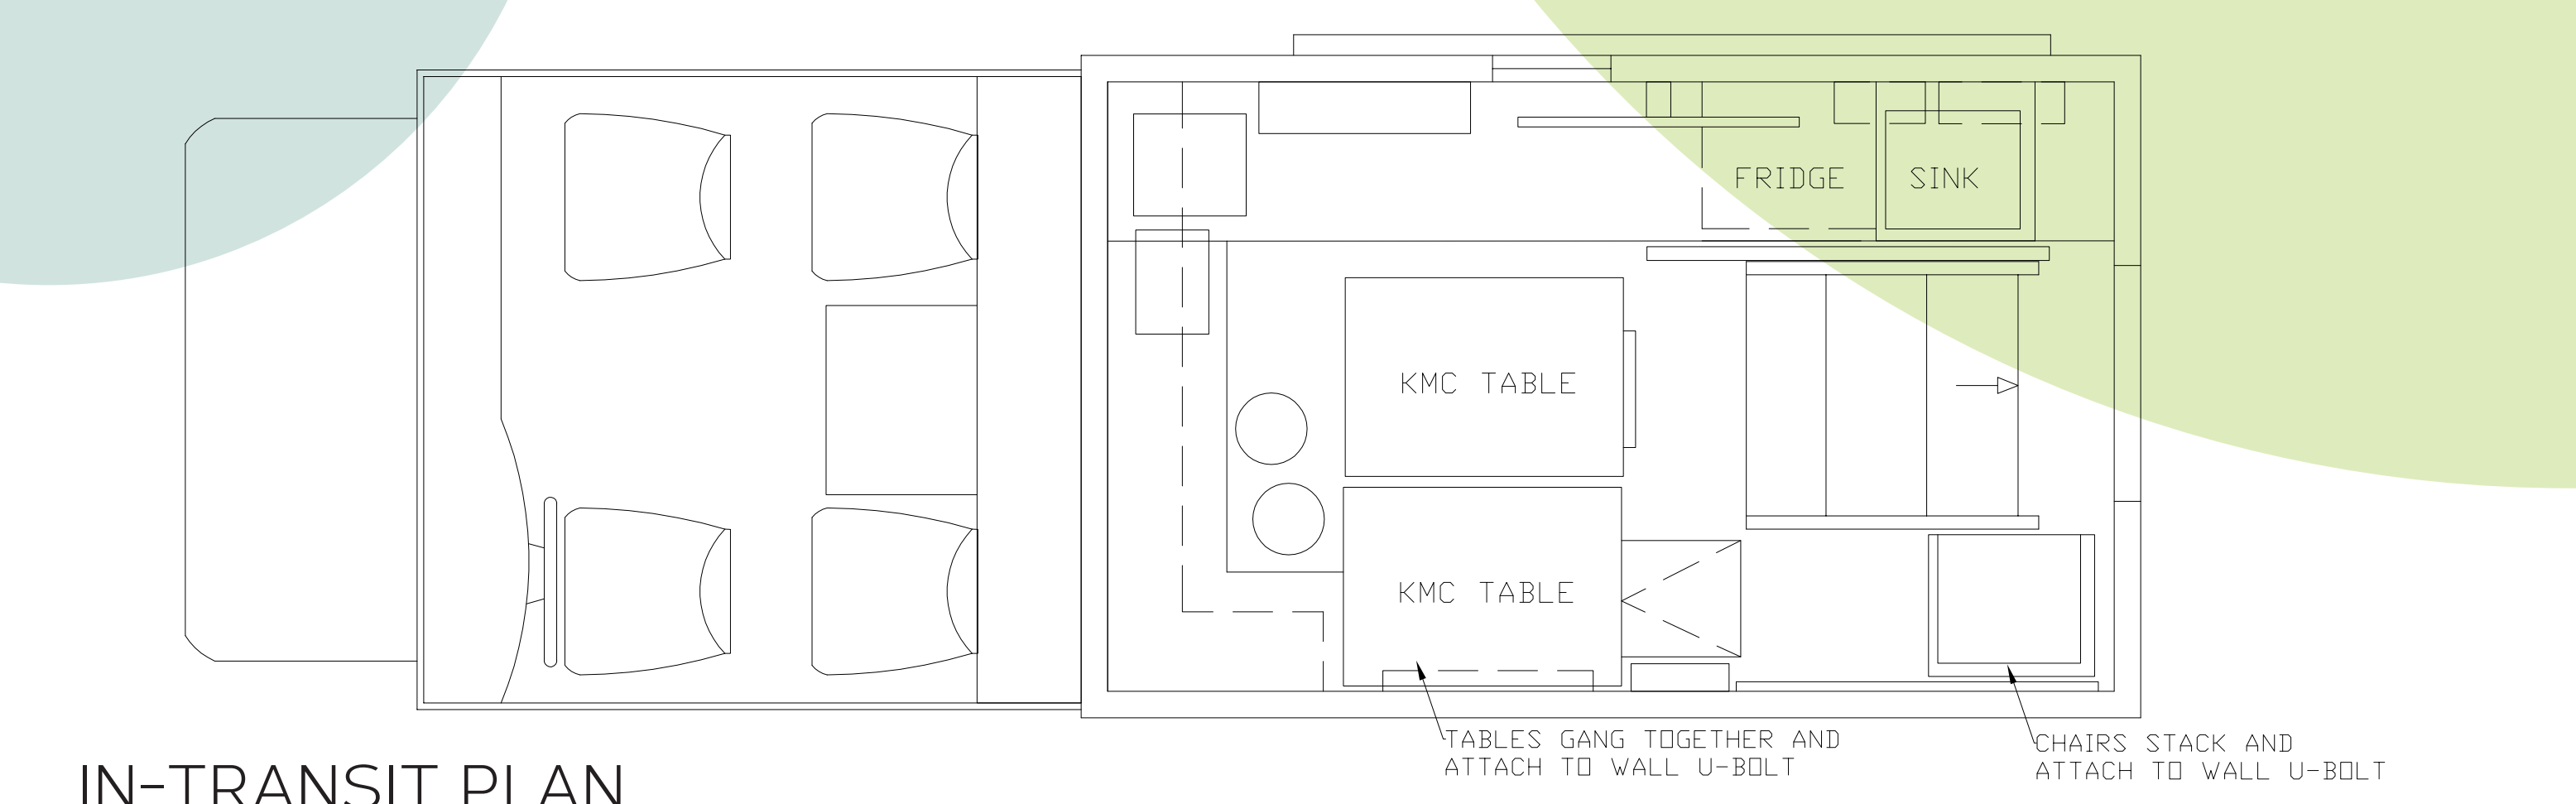 FRIDGE
SINK
KMC TABLE
KMC TABLE
TABLES GANG TOGETHER AND
ATTACH TO WALL U-BOLT
CHAIRS STACK AND
ATTACH TO WALL U-BOLT
IN-TRANSIT PLAN